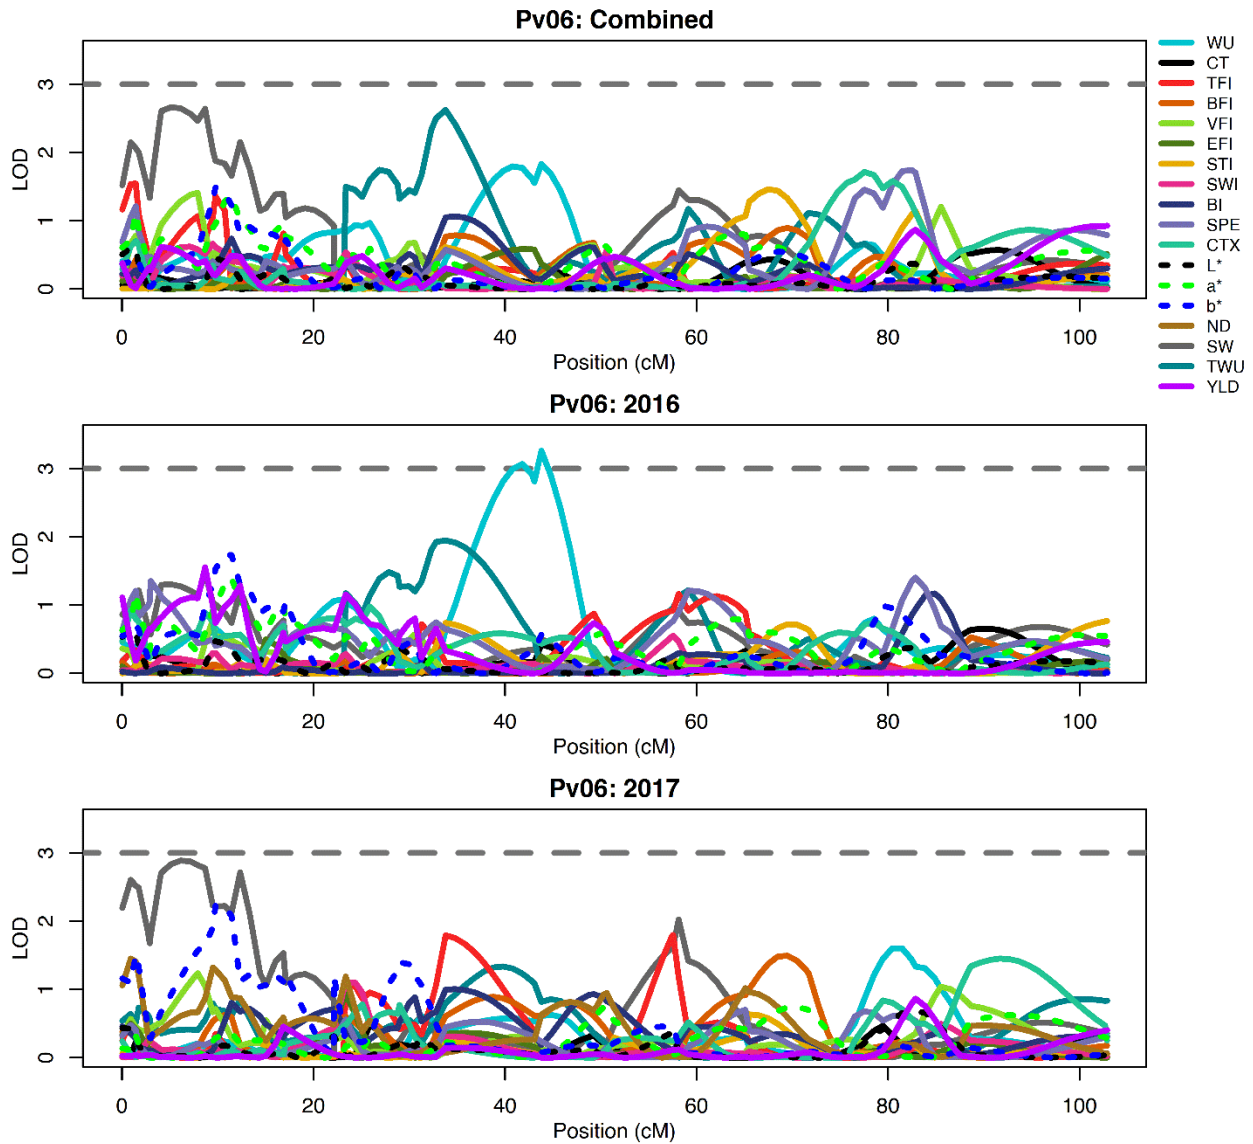 Pv06: Combined
LOD
0 1 2 3
0 20 40 60 80 100
Position (cM)
WU
CT
TFI
BFI
VFI
EFI
STI
SWI
BI
SPE
CTX
L*
a*
b*
ND
SW
TWU
YLD
Pv06: 2016
LOD
0 1 2 3
0 20 40 60 80 100
Position (cM)
Pv06: 2017
LOD
0 1 2 3
0 20 40 60 80 100
Position (cM)